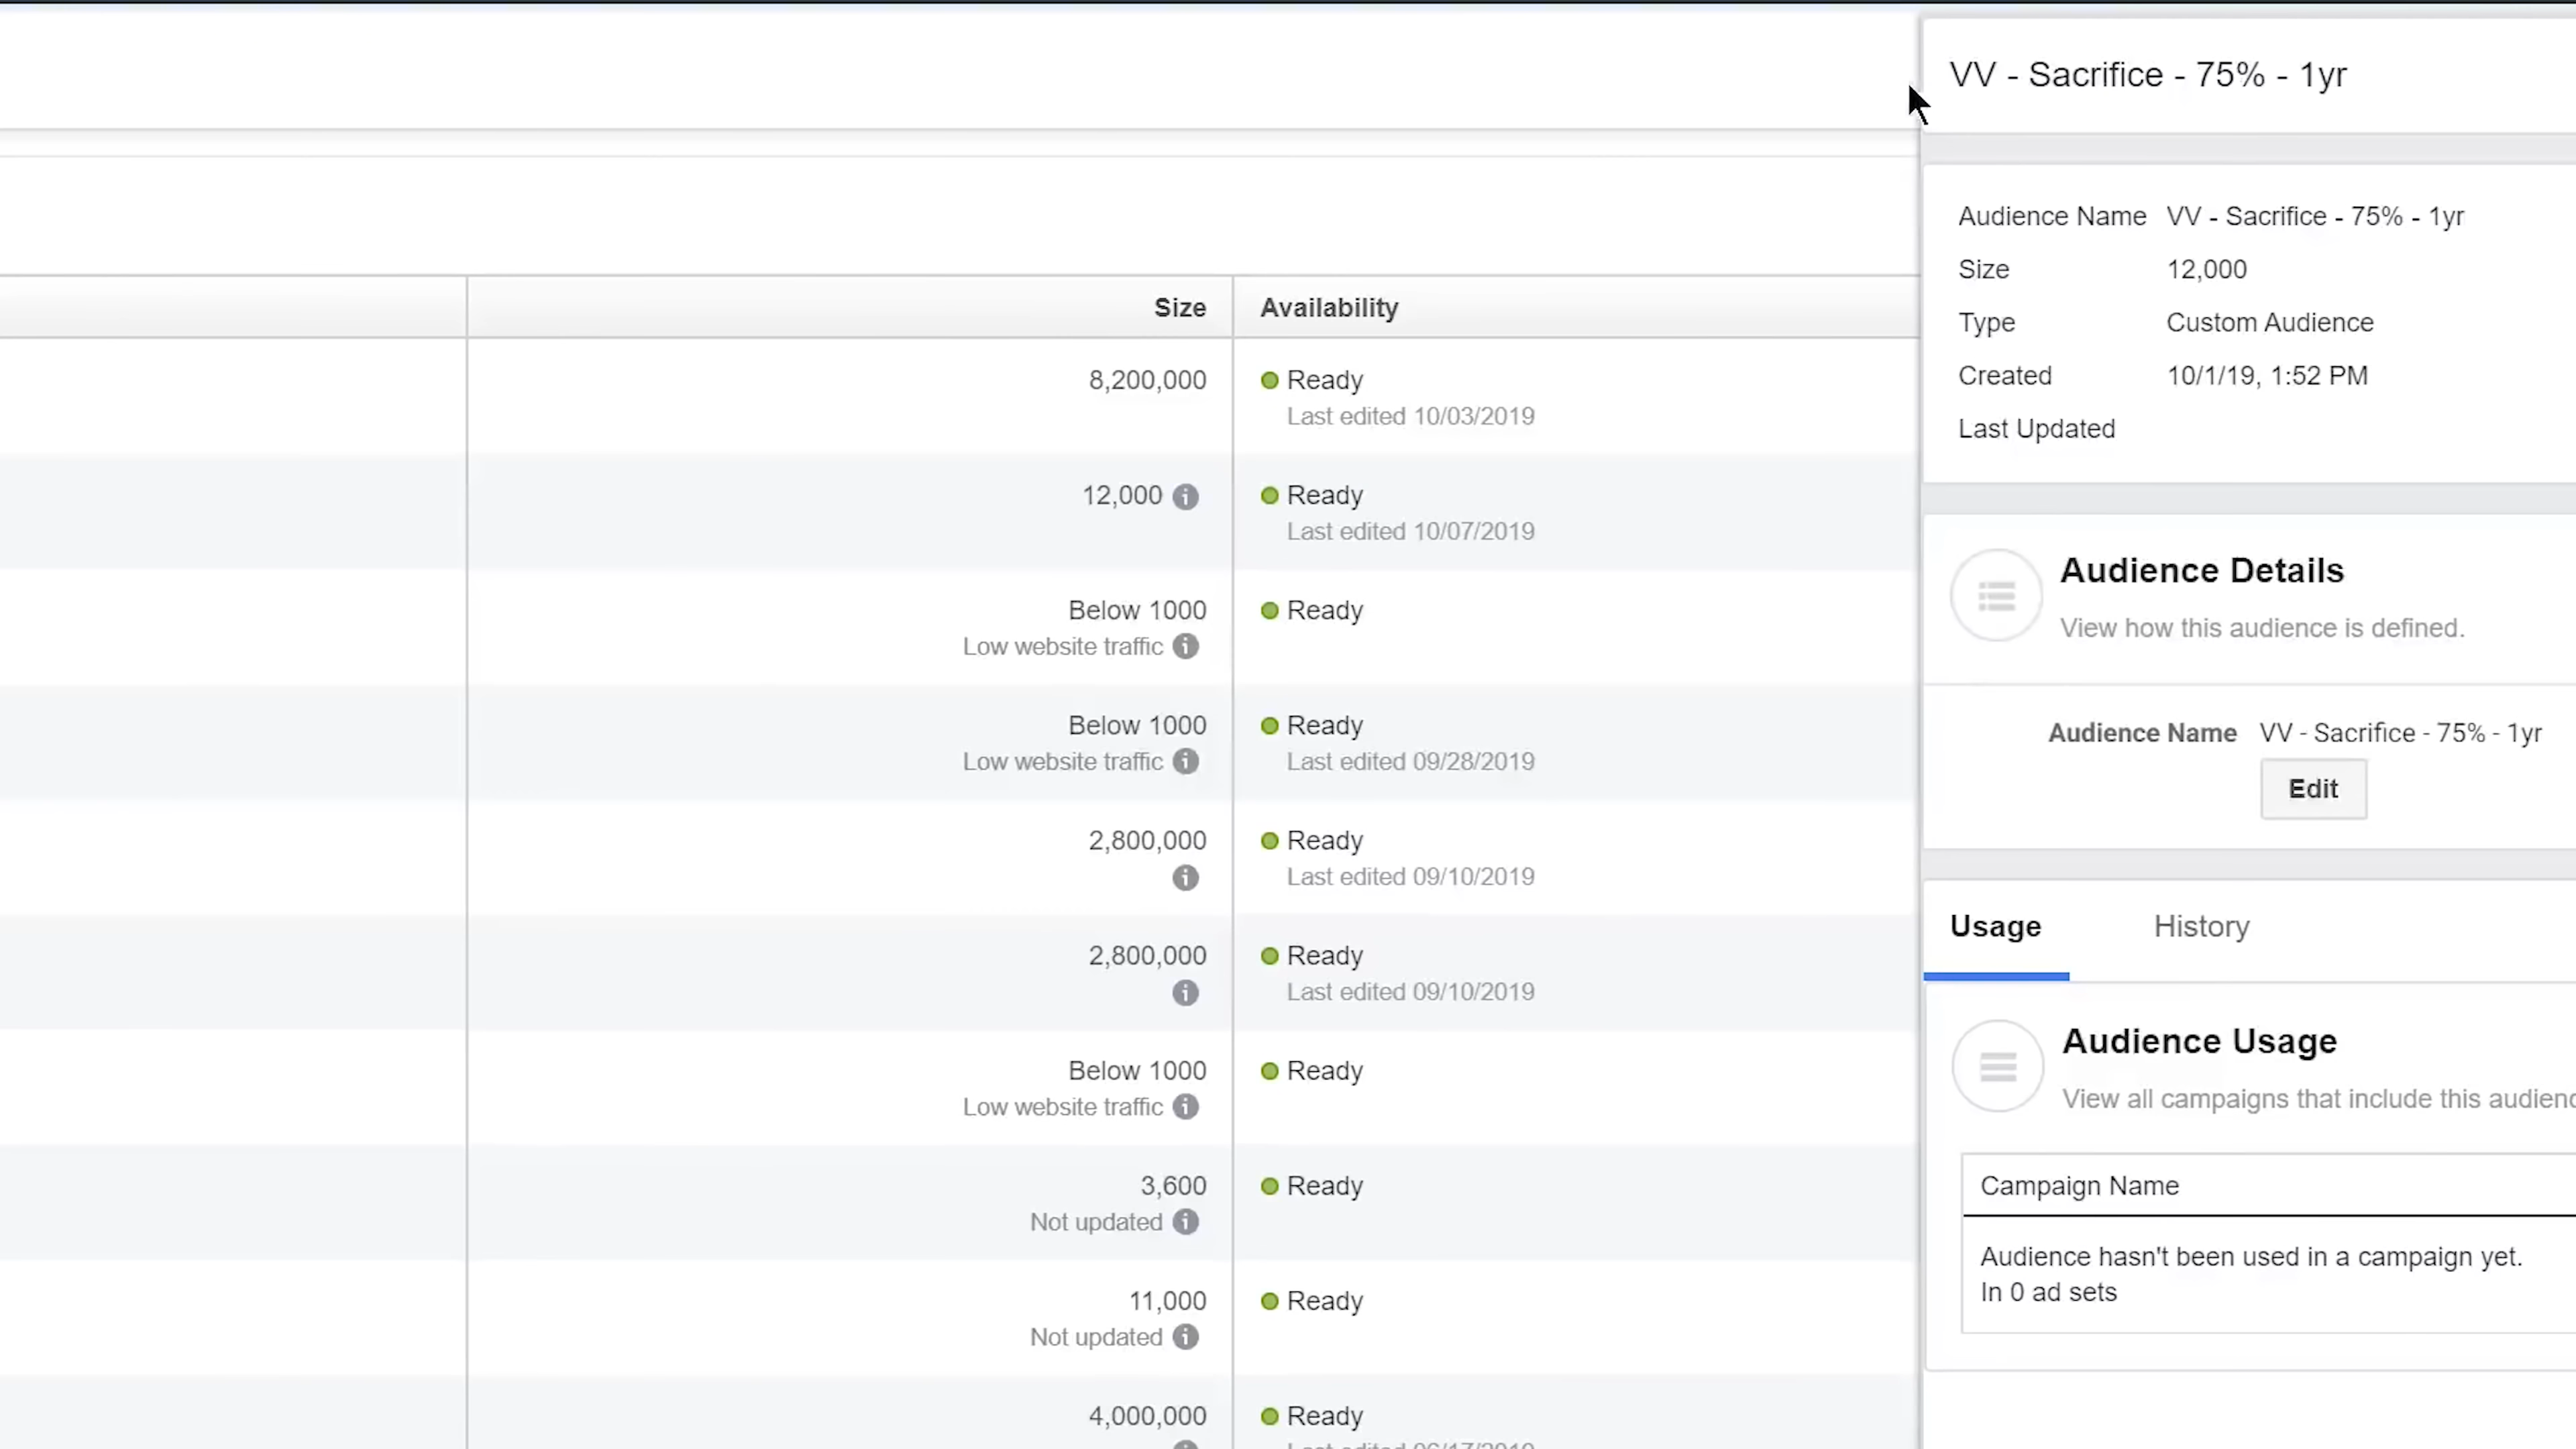 VV - Sacrifice - 75% - 1yr
Audience Name VV - Sacrifice - 75% - 1yr
Size 12,000
Type Custom Audience
Created 10/1/19, 1:52 PM
Last Updated
Audience Details
View how this audience is defined.
Audience Name VV - Sacrifice - 75% - 1yr
Edit
Usage History
Audience Usage
View all campaigns that include this audienc
Campaign Name
Audience hasn't been used in a campaign yet.
In 0 ad sets
Size Availability
8,200,000 Ready
Last edited 10/03/2019
12,000 Ready
Last edited 10/07/2019
Below 1000 Ready
Low website traffic
Below 1000 Ready
Low website traffic Last edited 09/28/2019
2,800,000 Ready
Last edited 09/10/2019
2,800,000 Ready
Last edited 09/10/2019
Below 1000 Ready
Low website traffic
3,600 Ready
Not updated
11,000 Ready
Not updated
4,000,000 Ready
Last edited 06/17/2019